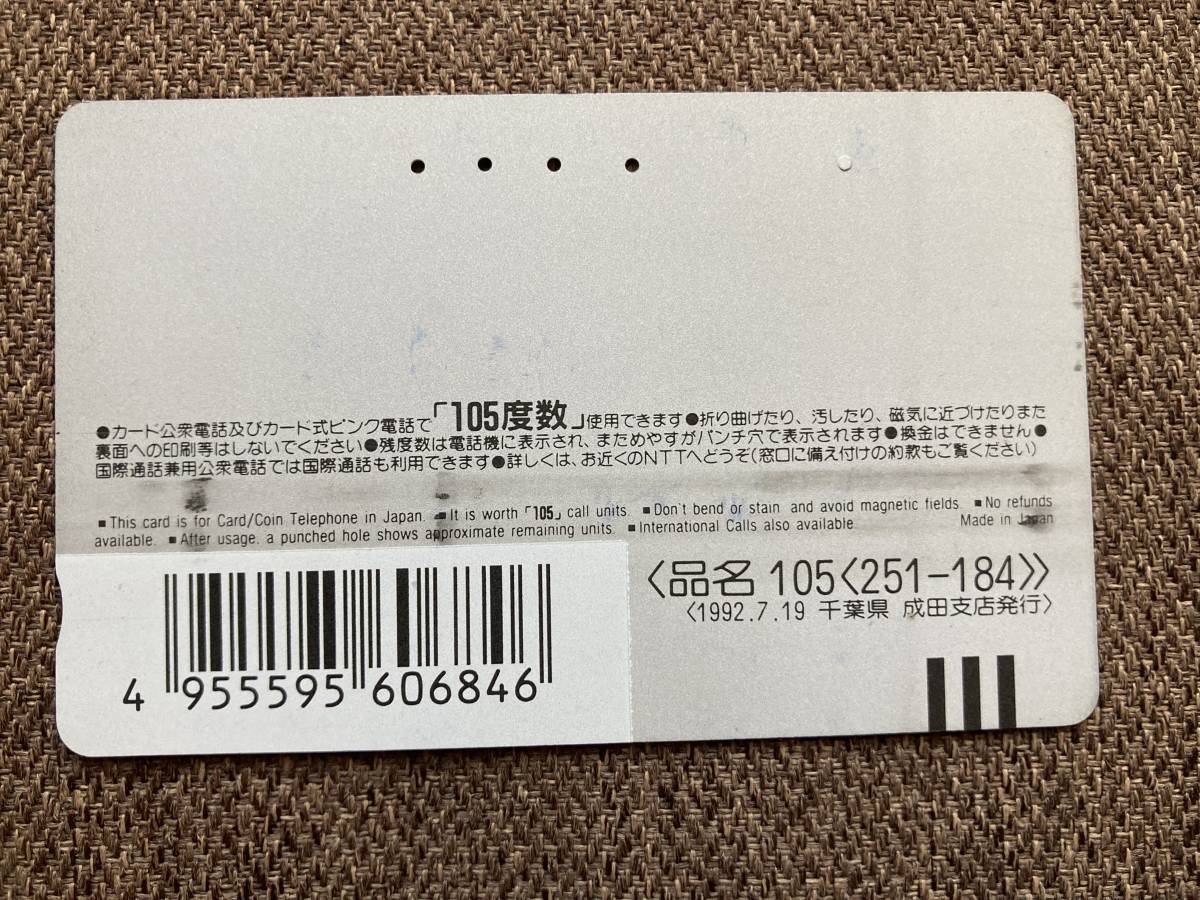 ●カード公衆電話及びカード式ピンク電話で「105度数」使用できます●折り曲げたり、汚したり、磁気に近づけたりまた
裏面への印刷等はしないでください●残度数は電話機に表示され、まためやすがパンチ穴で表示されます●換金はできません●
国際通話兼用公衆電話では国際通話も利用できます●詳しくは、お近くのNTTへどうぞ(窓口に備え付けの約款もご覧ください)
■This card is for Card/Coin Telephone in Japan. ■It is worth「105」call units. ■Don't bend or stain and avoid magnetic fields. ■No refunds
available. ■After usage, a punched hole shows approximate remaining units. ■International Calls also available. Made in Japan
〈品名 105〈251-184〉〉
〈1992.7.19 千葉県 成田支店発行〉
4 955595 606846